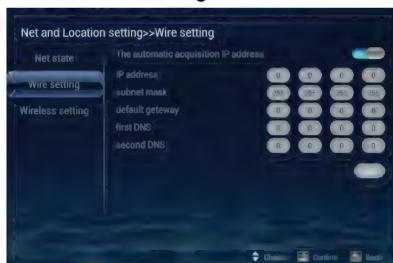 Net and Location setting>>Wire setting
Net state
The automatic acquisition IP address
IP address 0 0 0 0
Wire setting
subnet mask 255 255 255 255
Wireless setting
default geteway 0 0 0 0
first DNS 0 0 0 0
second DNS 0 0 0 0
Confirm Back